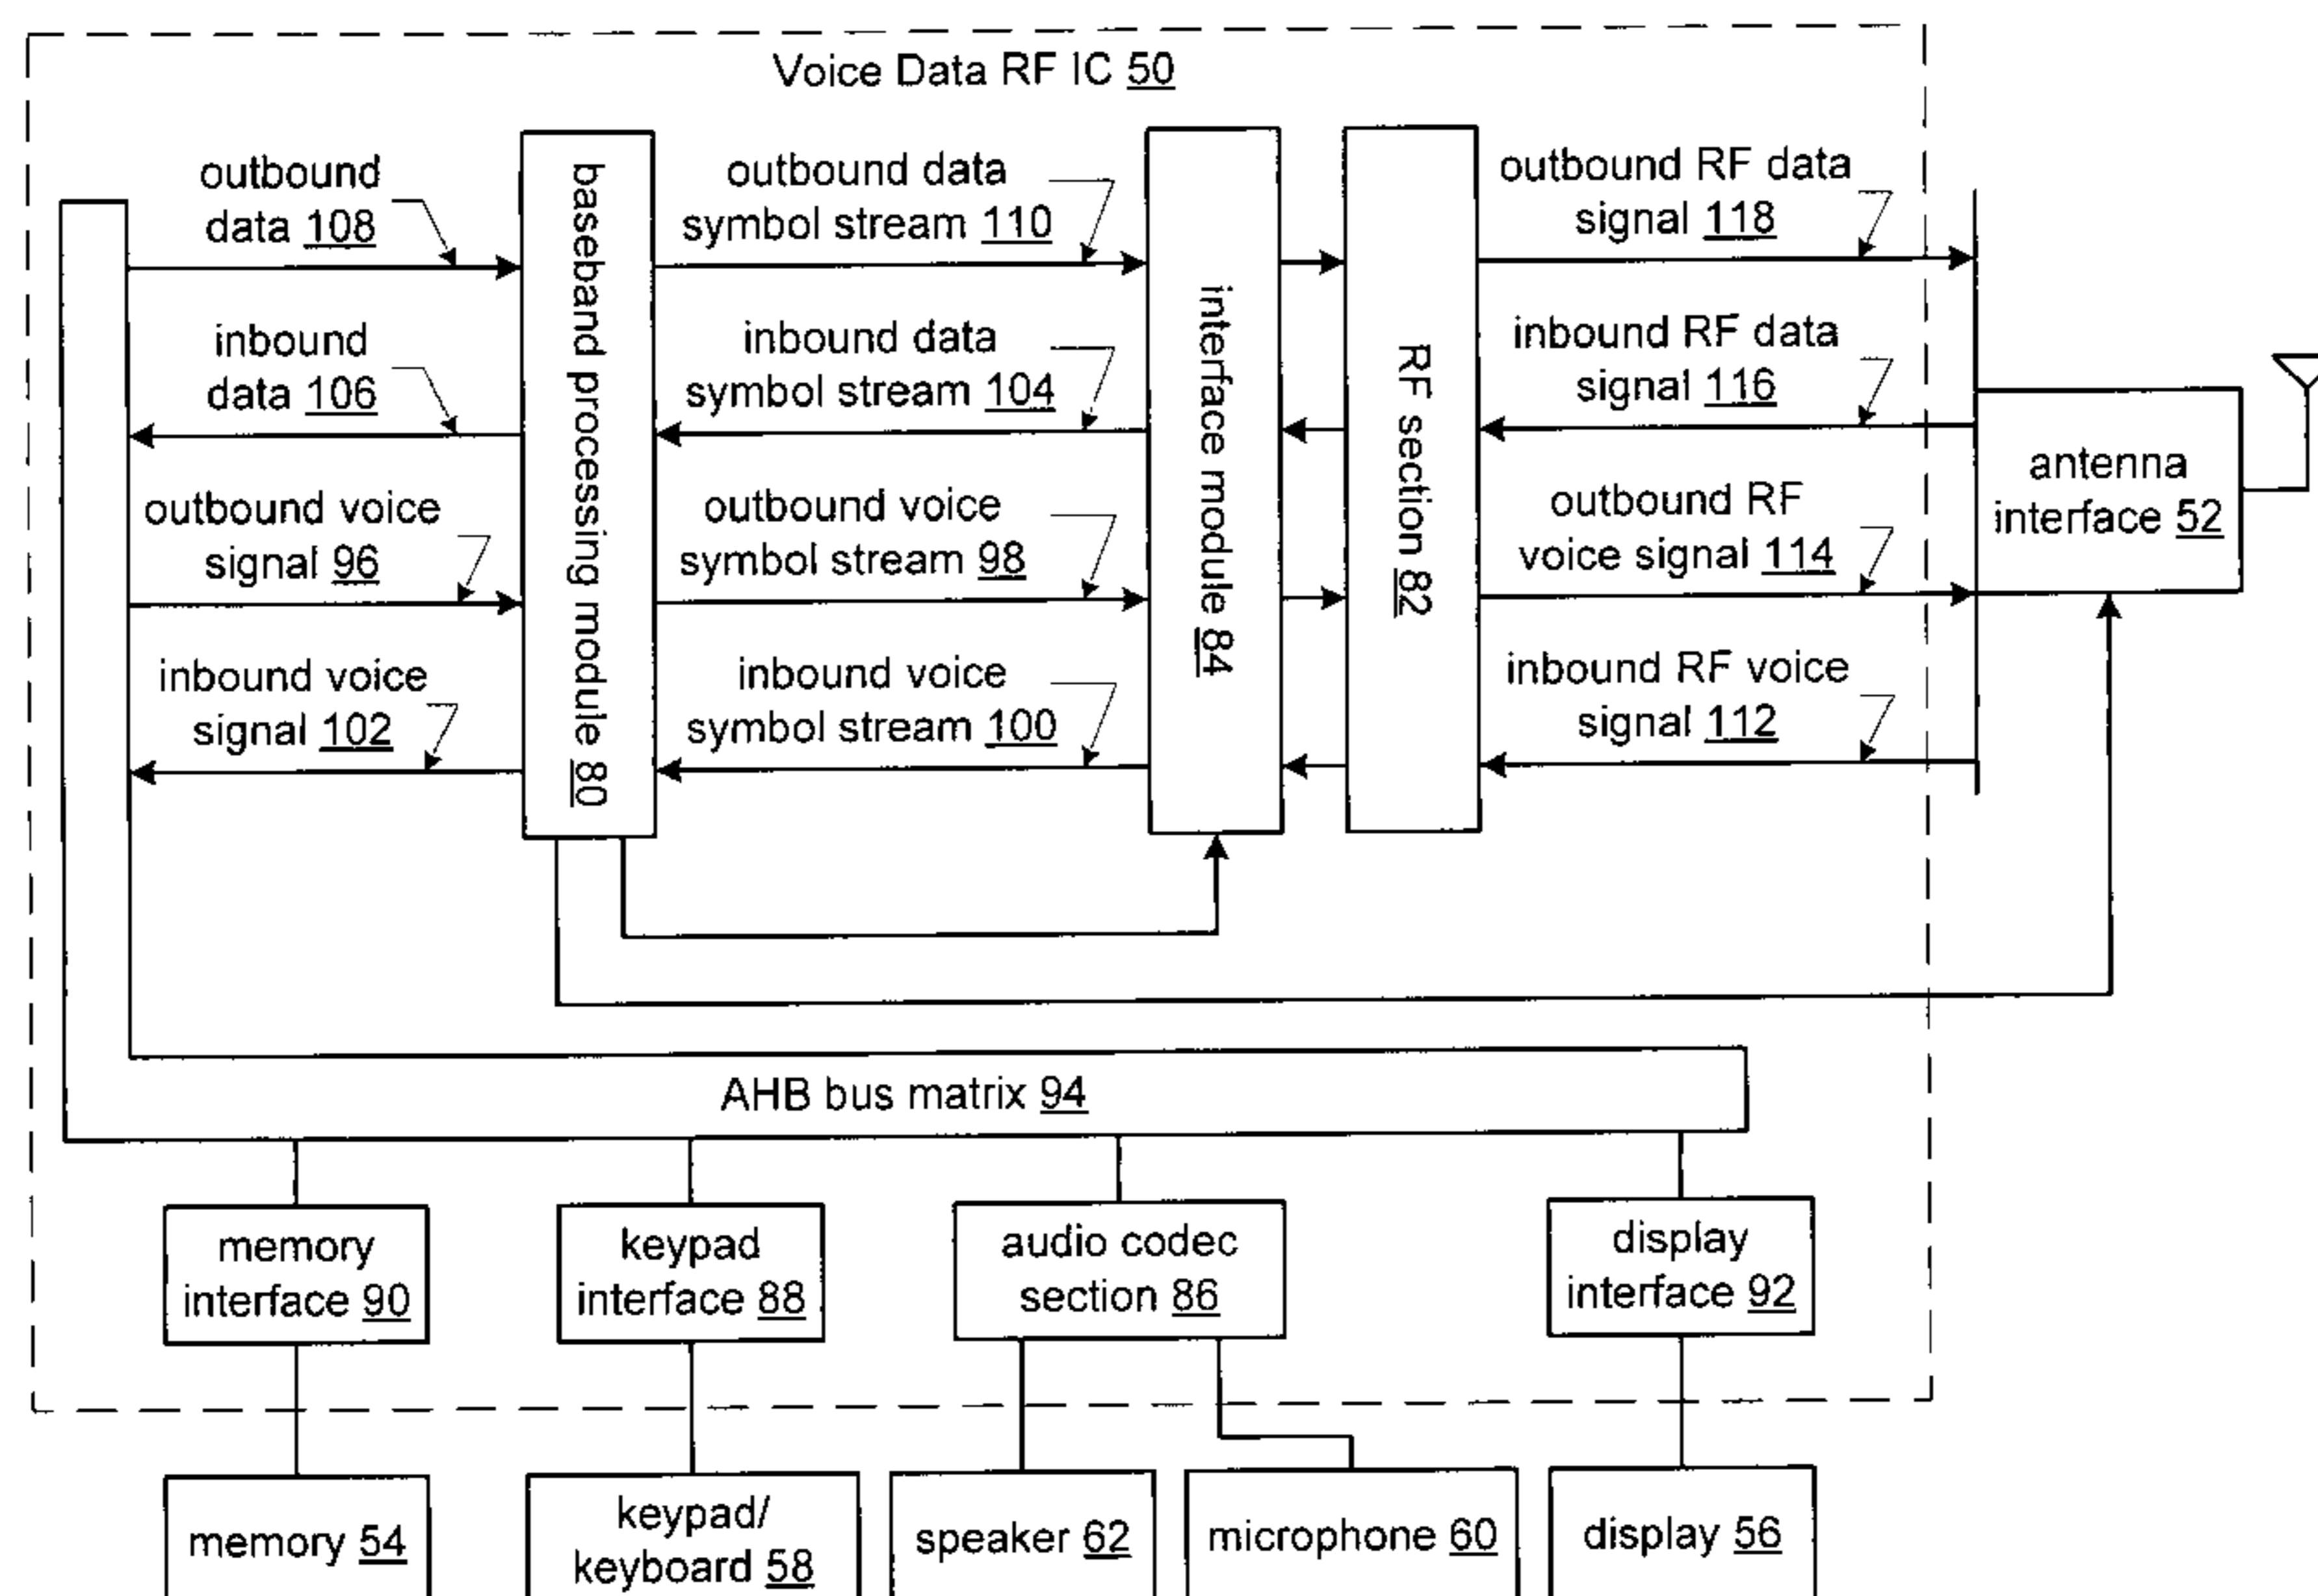 Voice Data RF IC 50
outbound
data 108
inbound
data 106
outbound voice
signal 96
inbound voice
signal 102
baseband processing module 80
outbound data
symbol stream 110
inbound data
symbol stream 104
outbound voice
symbol stream 98
inbound voice
symbol stream 100
interface module 84
RF section 82
outbound RF data
signal 118
inbound RF data
signal 116
outbound RF
voice signal 114
inbound RF voice
signal 112
antenna
interface 52
AHB bus matrix 94
memory
interface 90
keypad
interface 88
audio codec
section 86
display
interface 92
memory 54
keypad/
keyboard 58
speaker 62
microphone 60
display 56